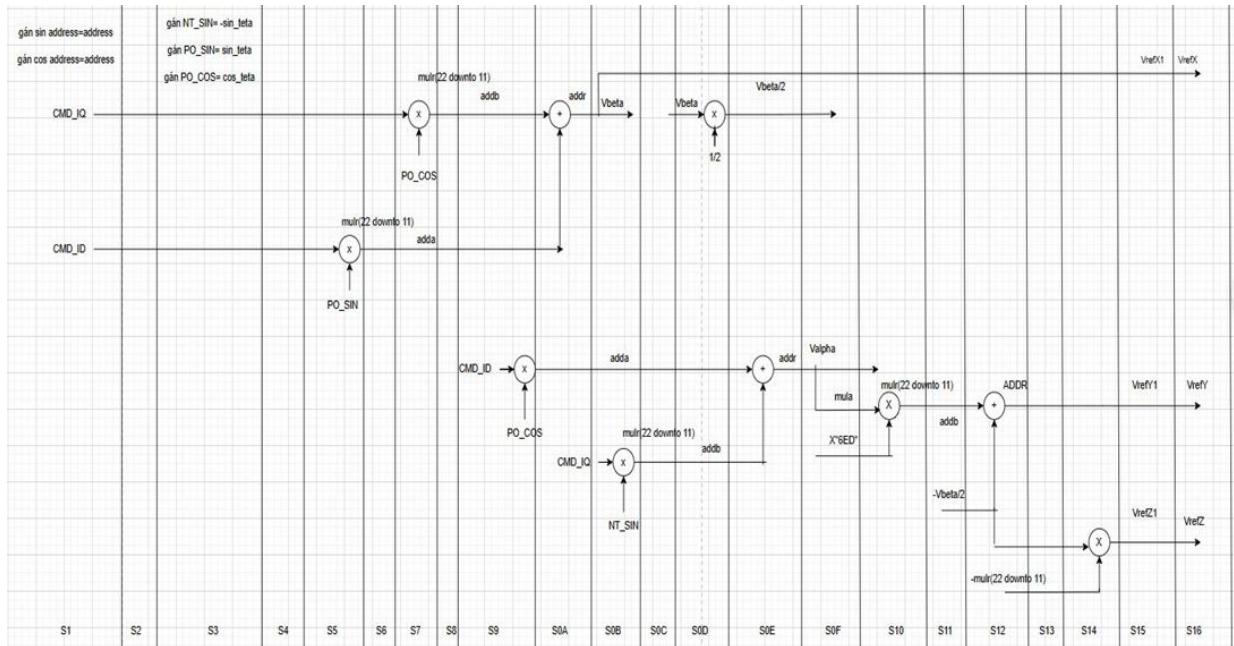 gán sin address=address
gán cos address=address
gán NT_SIN= -sin_teta
gán PO_SIN= sin_teta
gán PO_COS= cos_teta
VrefX1 VrefX
mulr(22 downto 11)
addb
addr
Vbeta
Vbeta
Vbeta/2
CMD_IQ
X
+
X
1/2
PO_COS
mulr(22 downto 11)
adda
CMD_ID
X
PO_SIN
CMD_ID
X
adda
+
addr
Valpha
mula
mulr(22 downto 11)
X
addb
ADDR
+
VrefY1
VrefY
PO_COS
mulr(22 downto 11)
addb
X"6ED"
CMD_IQ
X
NT_SIN
-Vbeta/2
VrefZ1
VrefZ
X
-mulr(22 downto 11)
S1 S2 S3 S4 S5 S6 S7 S8 S9 S0A S0B S0C S0D S0E S0F S10 S11 S12 S13 S14 S15 S16